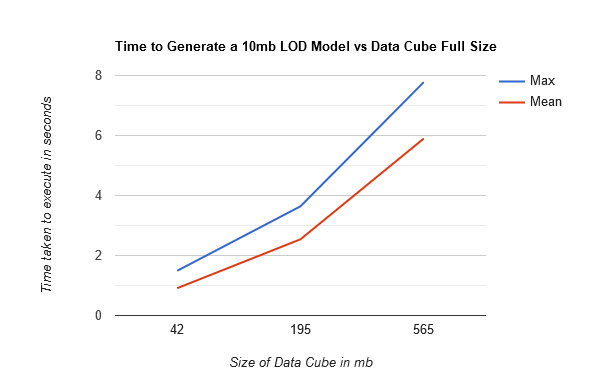 Time to Generate a 10mb LOD Model vs Data Cube Full Size
Time taken to execute in seconds
8
6
4
2
0
42 195 565
Size of Data Cube in mb
Max
Mean